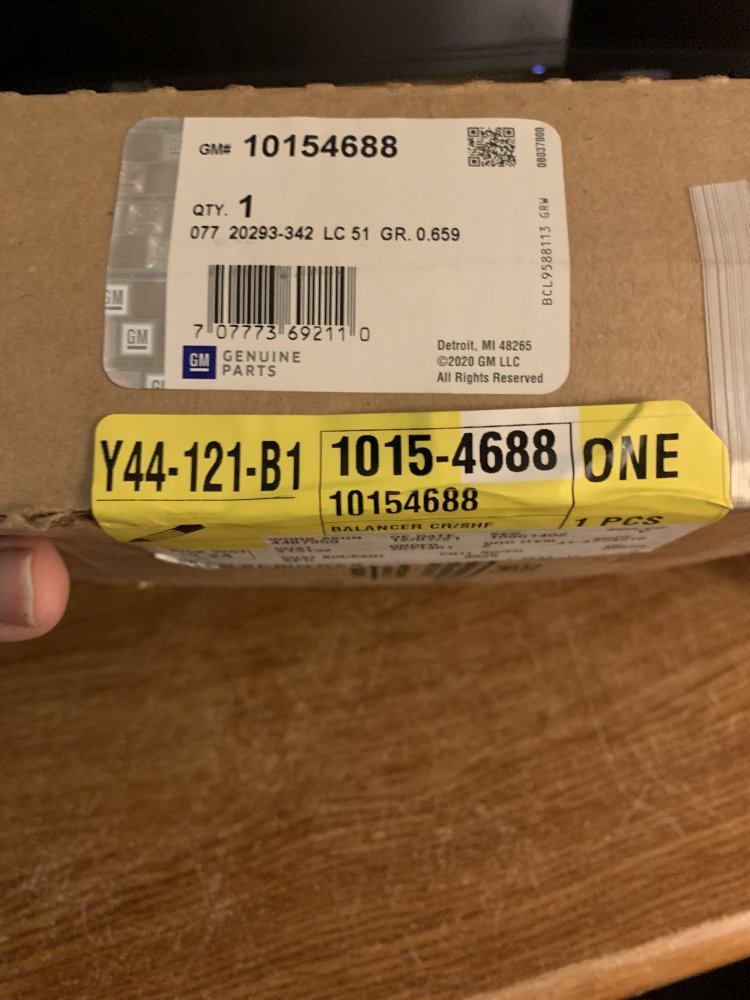 GM# 10154688
08037000
QTY. 1
077 20293-342 LC 51 GR. 0.659
BCL9588113 GRW
7 07773 69211 0
GM GENUINE
PARTS
Detroit, MI 48265
©2020 GM LLC
All Rights Reserved
GM
GM
Y44-121-B1
1015-4688
ONE
10154688
BALANCER CR/SHF
1 PCS